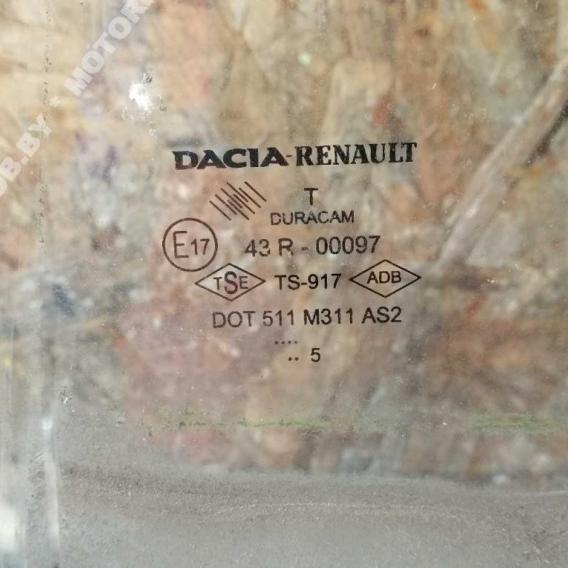 DACIA-RENAULT
T
DURACAM
E17 43 R - 00097
TSE TS-917 ADB
DOT 511 M311 AS2
....
.. 5